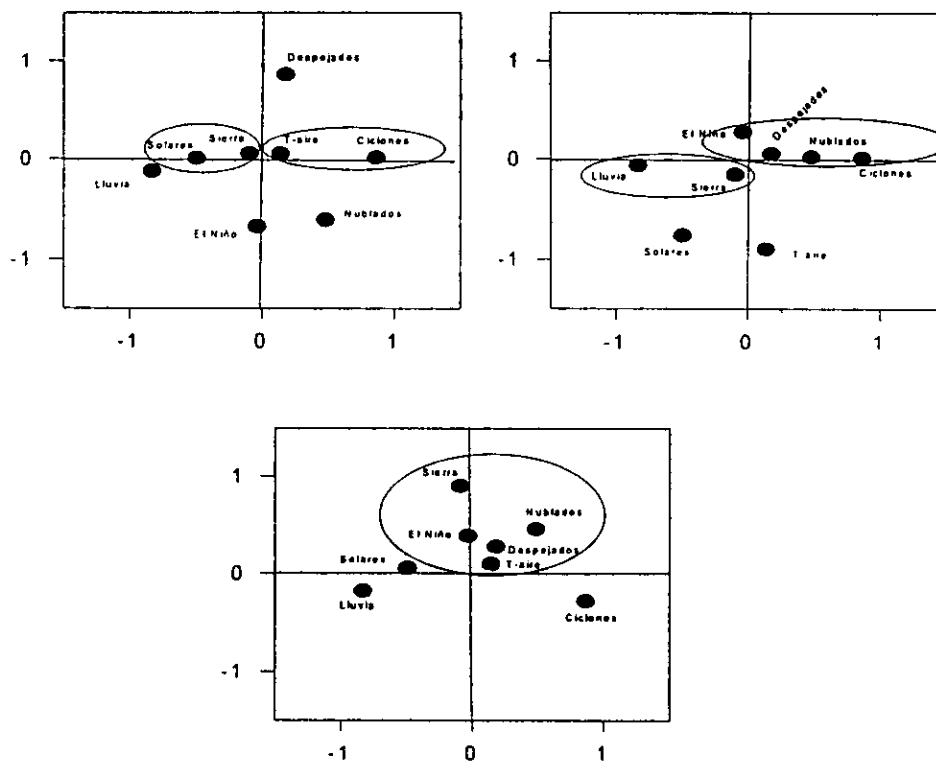 1
0
-1
-1
0
1
Despejados
Solares
Sierra
T-aire
Ciclones
Lluvia
El Niño
Nublados
1
0
-1
-1
0
1
Despejados
El Niño
Nublados
Lluvia
Sierra
Ciclones
Solares
T aire
1
0
-1
-1
0
1
Sierra
Nublados
El Niño
Despejados
Solares
T-aire
Lluvia
Ciclones